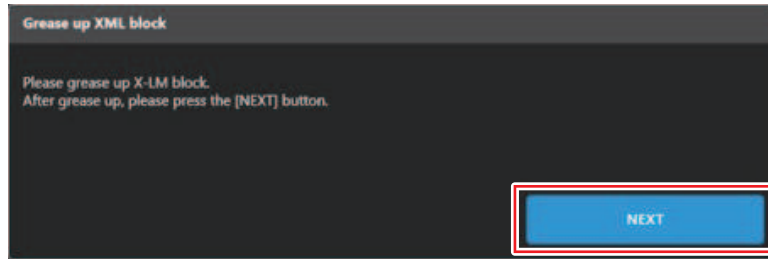 Grease up XML block
Please grease up X-LM block.
After grease up, please press the [NEXT] button.
NEXT